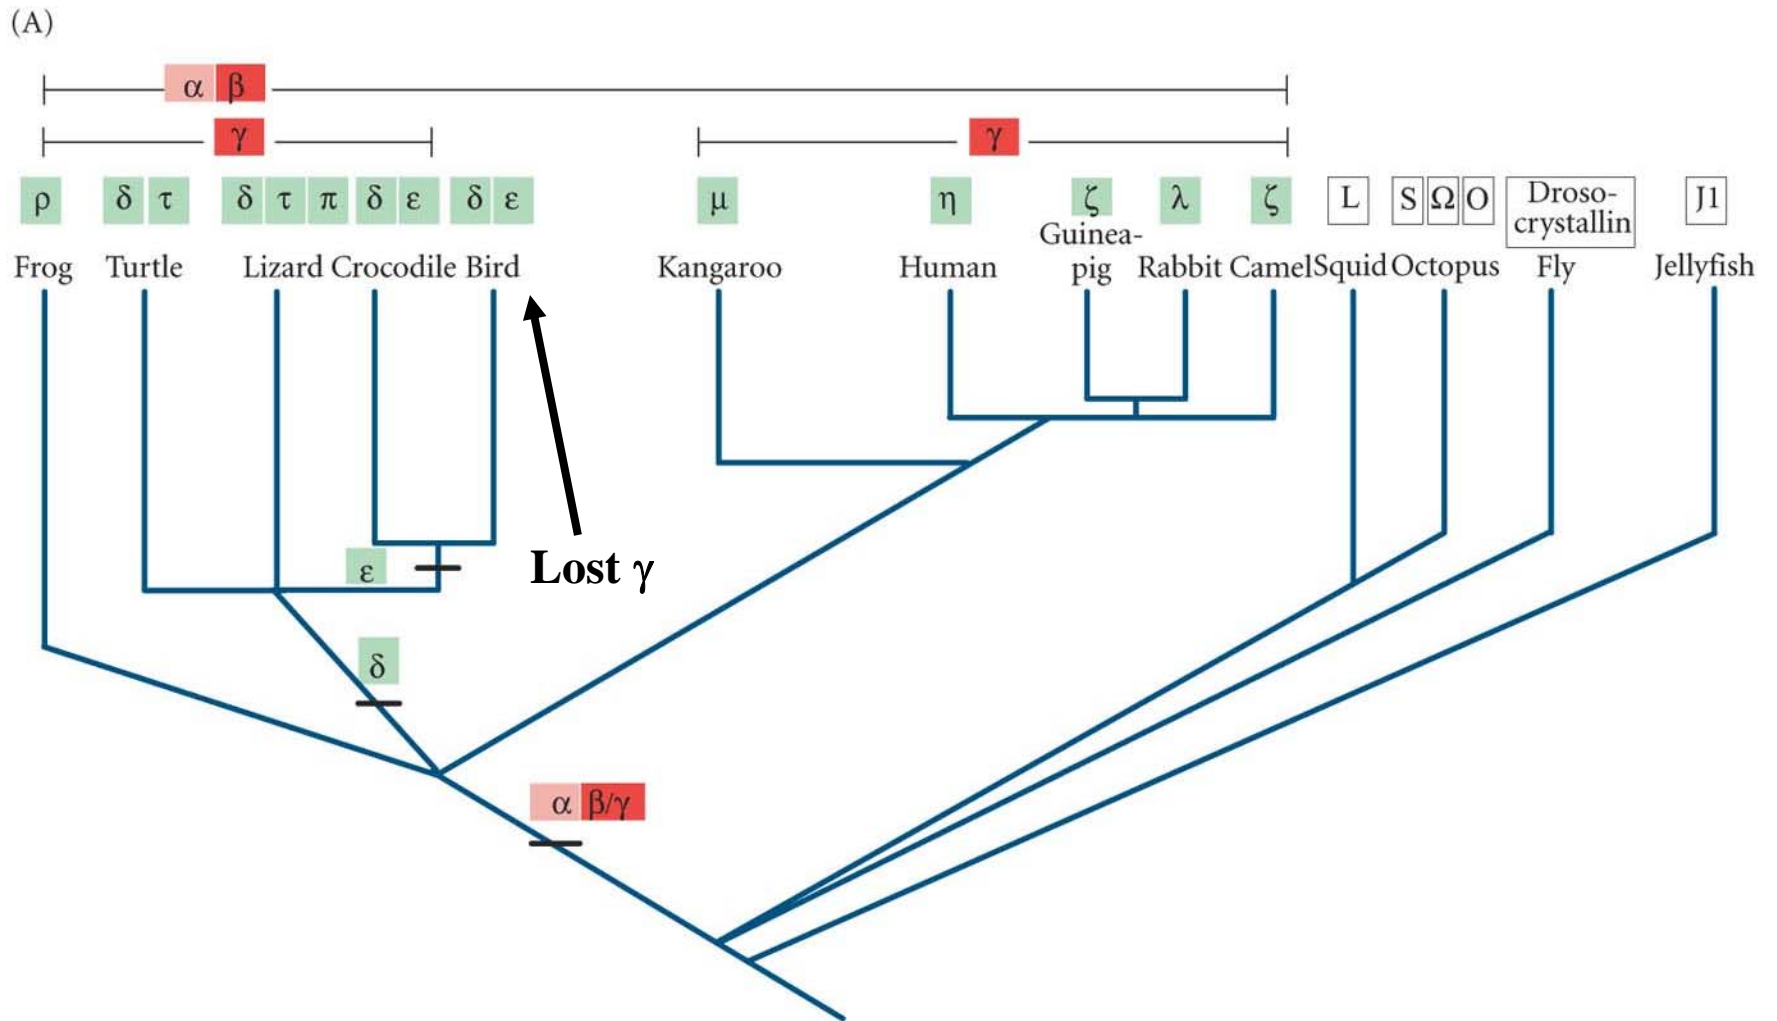 (A)
α β
γ γ
ρ δ τ δ τ π δ ε δ ε μ η ζ λ ζ L S Ω O Droso-
crystallin J1
Frog Turtle Lizard Crocodile Bird Kangaroo Human Guinea-
pig Rabbit Camel Squid Octopus Fly Jellyfish
ε
Lost γ
δ
α β/γ